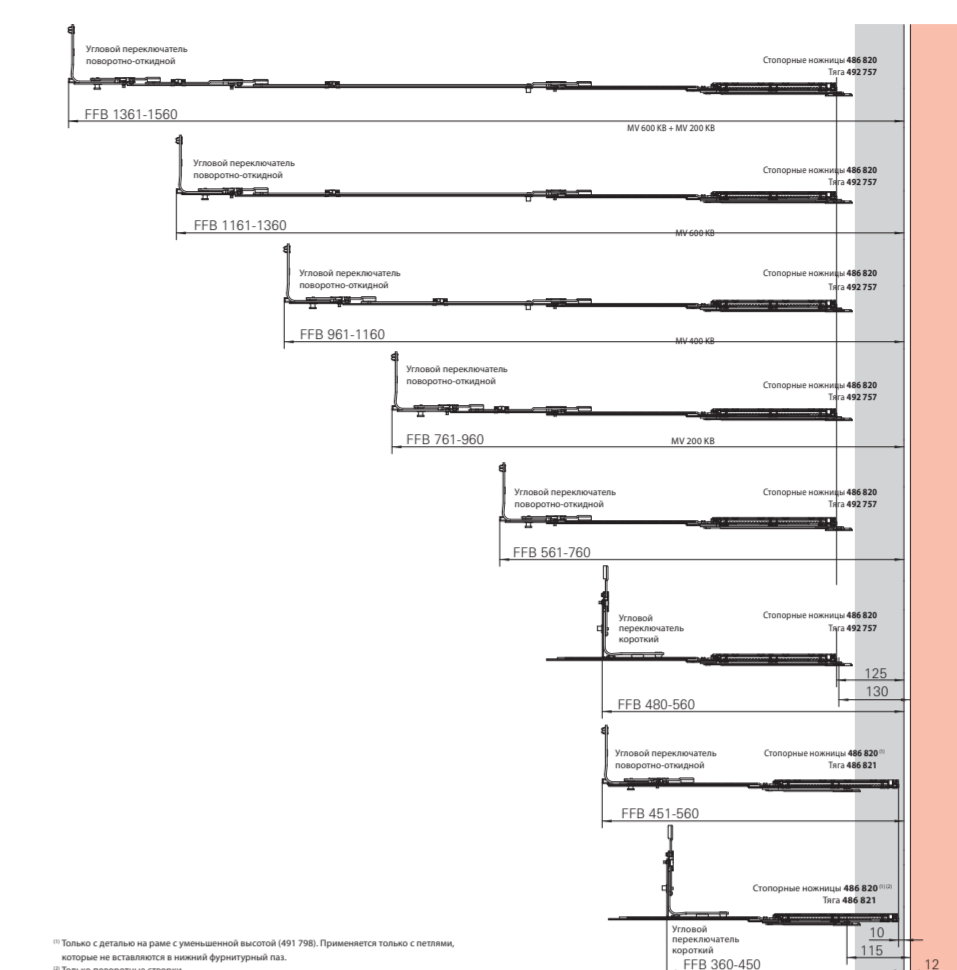 Угловой переключатель
поворотно-откидной
Стопорные ножницы 486 820
Тяга 492 757
FFB 1361-1560
MV 600 KB + MV 200 KB
Угловой переключатель
поворотно-откидной
Стопорные ножницы 486 820
Тяга 492 757
FFB 1161-1360
MV 600 KB
Угловой переключатель
поворотно-откидной
Стопорные ножницы 486 820
Тяга 492 757
FFB 961-1160
MV 400 KB
Угловой переключатель
поворотно-откидной
Стопорные ножницы 486 820
Тяга 492 757
FFB 761-960
MV 200 KB
Угловой переключатель
поворотно-откидной
Стопорные ножницы 486 820
Тяга 492 757
FFB 561-760
Угловой
переключатель
короткий
Стопорные ножницы 486 820
Тяга 492 757
125
130
FFB 480-560
Угловой переключатель
поворотно-откидной
Стопорные ножницы 486 820 (1)
Тяга 486 821
FFB 451-560
Стопорные ножницы 486 820 (1) (2)
Тяга 486 821
Угловой
переключатель
короткий
FFB 360-450
10
115
12
(1) Только с деталью на раме с уменьшенной высотой (491 798). Применяется только с петлями,
которые не вставляются в нижний фурнитурный паз.
(2) Только поворотные створки